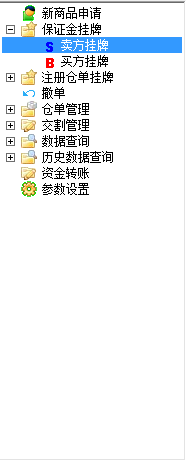 新商品申请
保证金挂牌
S 卖方挂牌
B 买方挂牌
注册仓单挂牌
撤单
仓单管理
交割管理
数据查询
历史数据查询
资金转账
参数设置